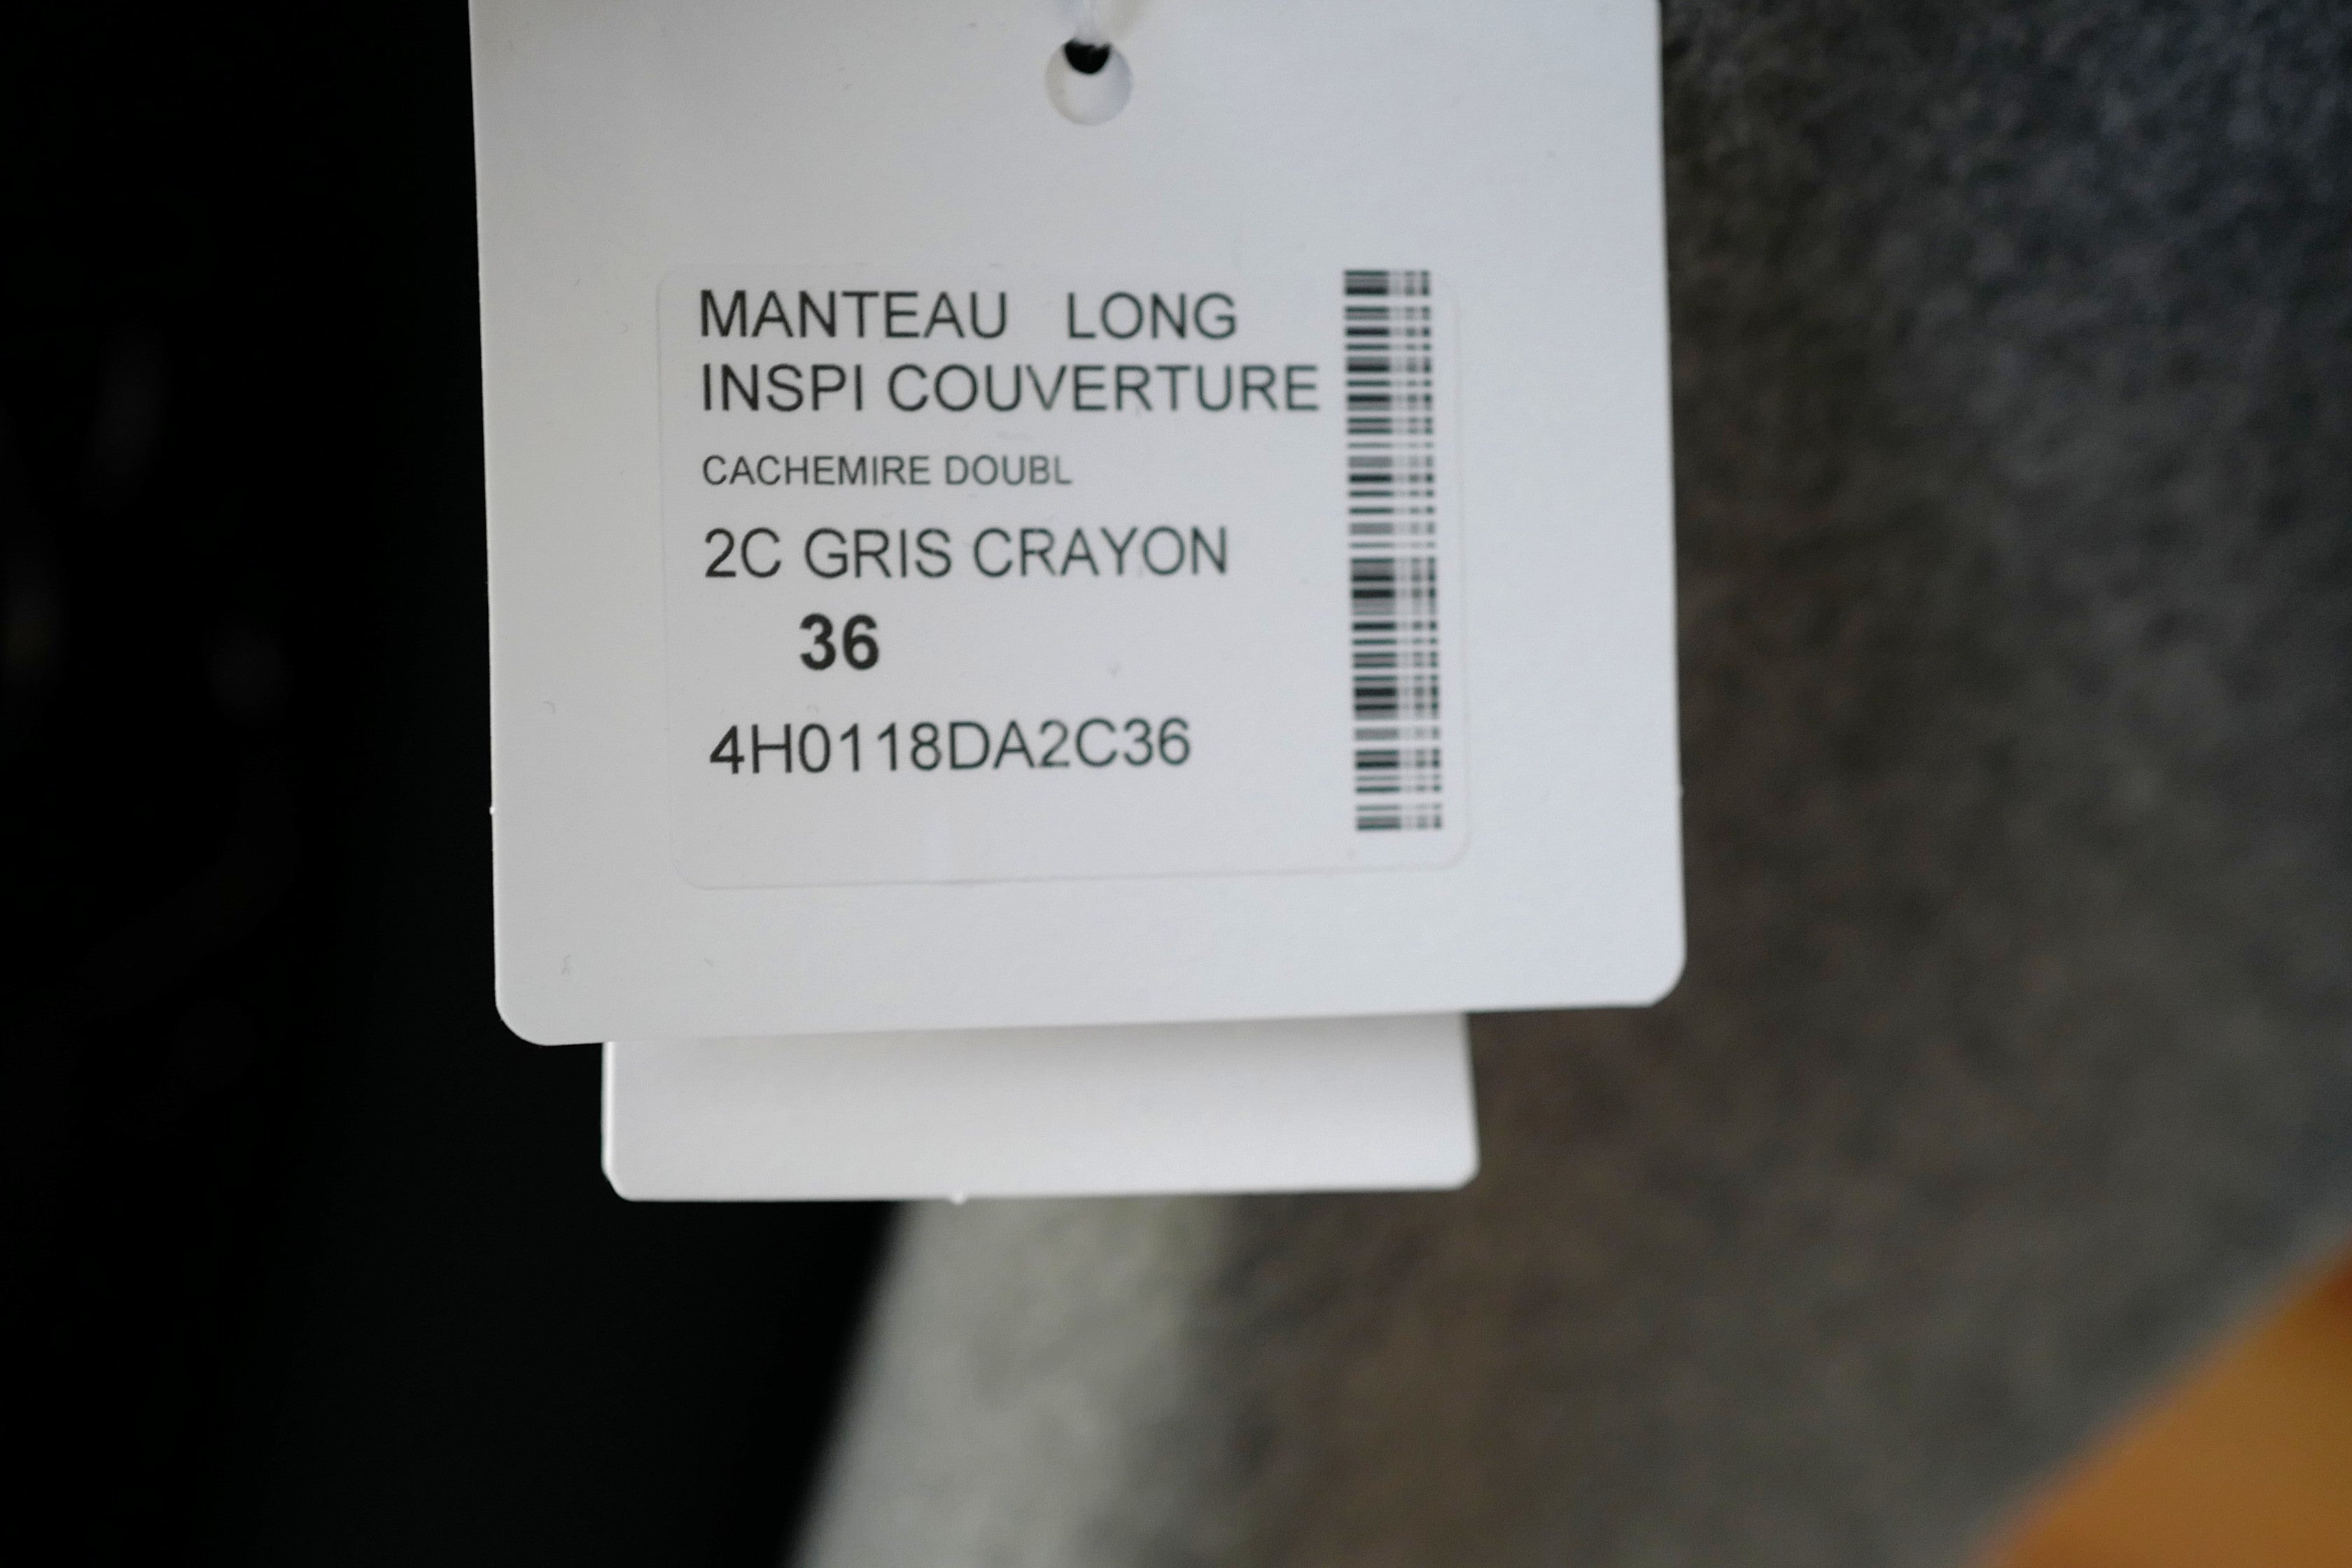 MANTEAU LONG
INSPI COUVERTURE
CACHEMIRE DOUBL
2C GRIS CRAYON
36
4H0118DA2C36